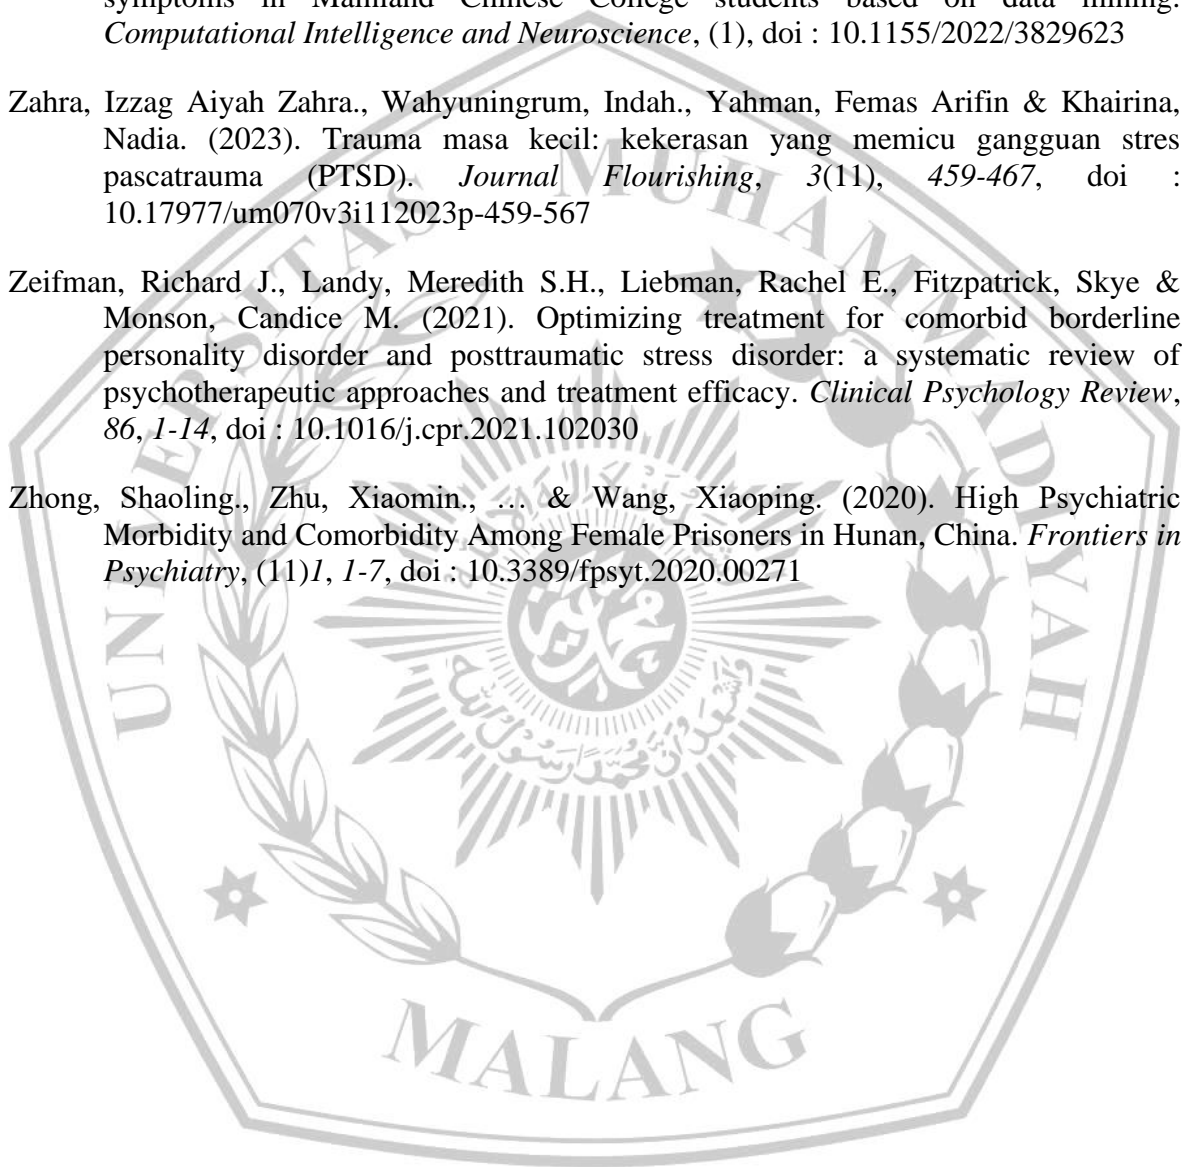 symptoms in Mainland Chinese College students based on data mining.
Computational Intelligence and Neuroscience, (1), doi : 10.1155/2022/3829623
Zahra, Izzag Aiyah Zahra., Wahyuningrum, Indah., Yahman, Femas Arifin & Khairina,
Nadia. (2023). Trauma masa kecil: kekerasan yang memicu gangguan stres
pascatrauma (PTSD). Journal Flourishing, 3(11), 459-467, doi :
10.17977/um070v3i112023p-459-567
Zeifman, Richard J., Landy, Meredith S.H., Liebman, Rachel E., Fitzpatrick, Skye &
Monson, Candice M. (2021). Optimizing treatment for comorbid borderline
personality disorder and posttraumatic stress disorder: a systematic review of
psychotherapeutic approaches and treatment efficacy. Clinical Psychology Review,
86, 1-14, doi : 10.1016/j.cpr.2021.102030
Zhong, Shaoling., Zhu, Xiaomin., … & Wang, Xiaoping. (2020). High Psychiatric
Morbidity and Comorbidity Among Female Prisoners in Hunan, China. Frontiers in
Psychiatry, (11)1, 1-7, doi : 10.3389/fpsyt.2020.00271
UNIVERSITAS MUHAMMADIYAH
MALANG